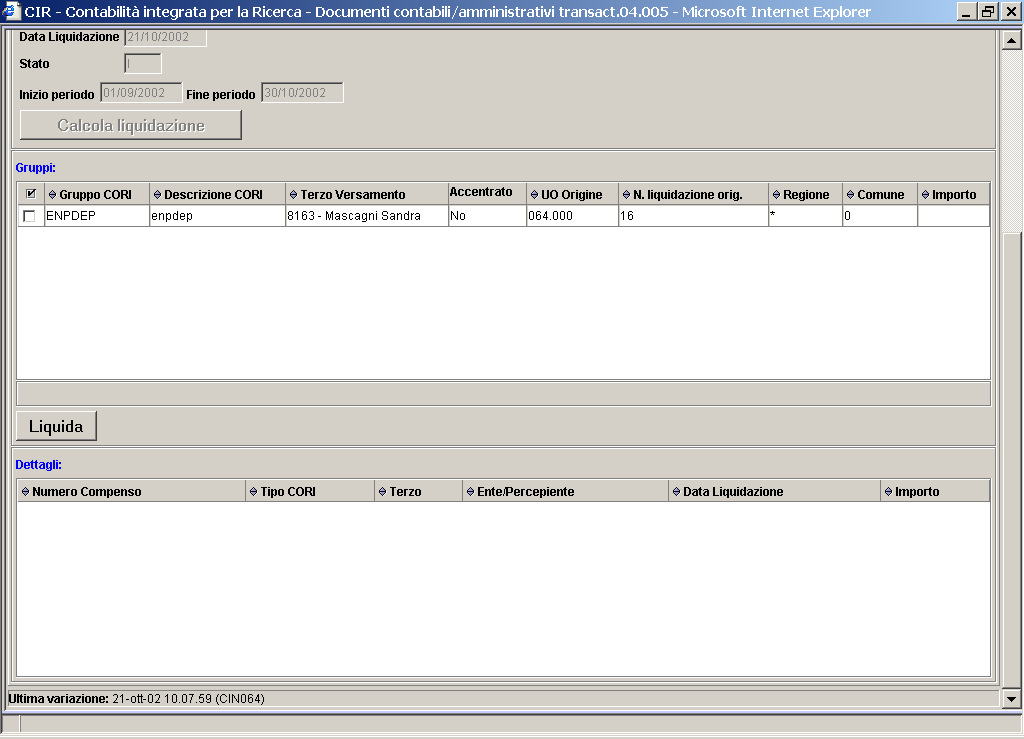 CIR - Contabilità integrata per la Ricerca - Documenti contabili/amministrativi transact.04.005 - Microsoft Internet Explorer
Data Liquidazione 21/10/2002
Stato I
Inizio periodo 01/09/2002 Fine periodo 30/10/2002
Calcola liquidazione
Gruppi:
Gruppo CORI Descrizione CORI Terzo Versamento Accentrato UO Origine N. liquidazione orig. Regione Comune Importo
ENPDEP enpdep 8163 - Mascagni Sandra No 064.000 16 * 0
Liquida
Dettagli:
Numero Compenso Tipo CORI Terzo Ente/Percepiente Data Liquidazione Importo
Ultima variazione: 21-ott-02 10.07.59 (CIN064)